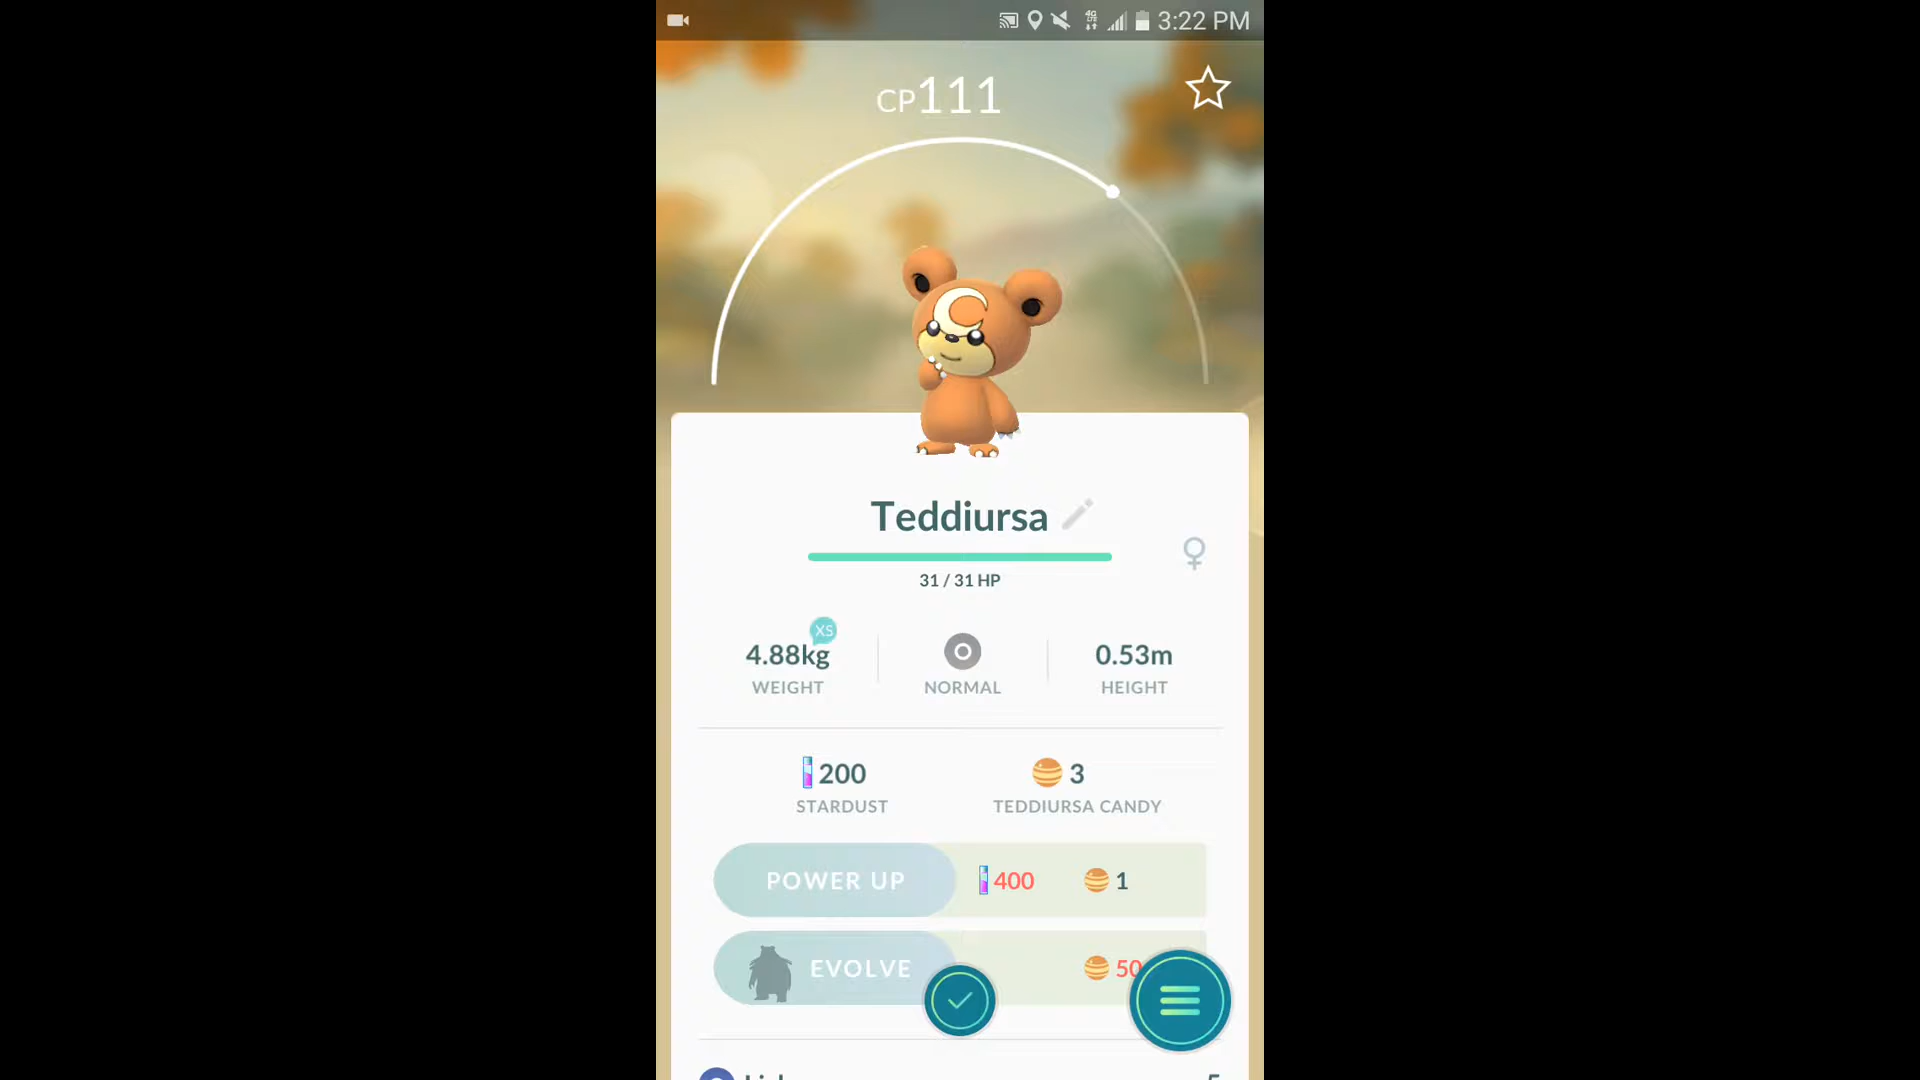 3:22 PM
CP111
Teddiursa
31 / 31 HP
XS
4.88kg
WEIGHT
NORMAL
0.53m
HEIGHT
200
STARDUST
3
TEDDIURSA CANDY
POWER UP 400 1
EVOLVE 50